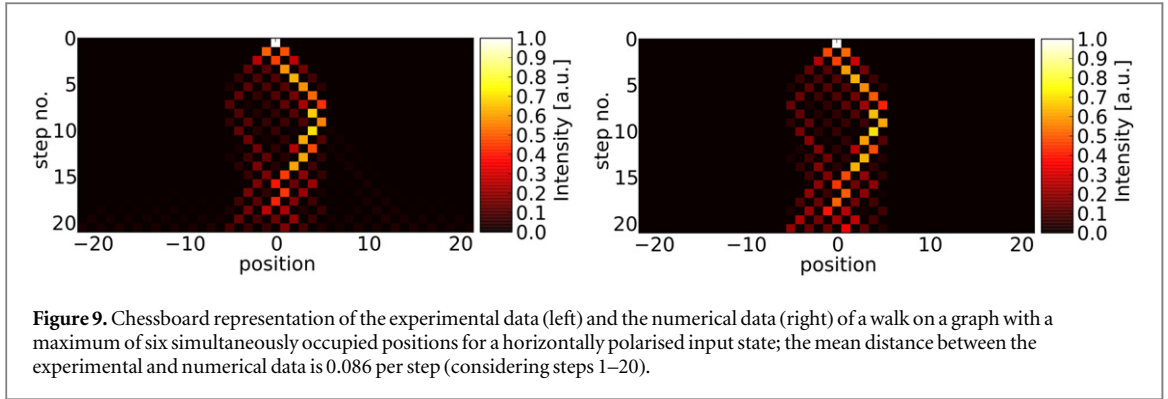 0
5
10
15
20
step no.
−20 −10 0 10 20
position
1.0
0.9
0.8
0.7
0.6
0.5
0.4
0.3
0.2
0.1
0.0
Intensity [a.u.]
0
5
10
15
20
step no.
−20 −10 0 10 20
position
1.0
0.9
0.8
0.7
0.6
0.5
0.4
0.3
0.2
0.1
0.0
Intensity [a.u.]
Figure 9. Chessboard representation of the experimental data (left) and the numerical data (right) of a walk on a graph with a
maximum of six simultaneously occupied positions for a horizontally polarised input state; the mean distance between the
experimental and numerical data is 0.086 per step (considering steps 1–20).